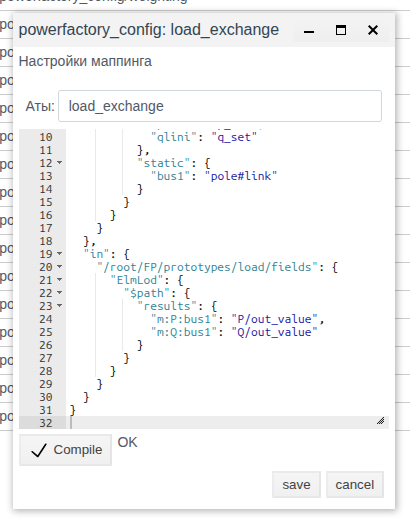 powerfactory_config: load_exchange
Настройки маппинга
Аты: load_exchange
10 "qlini": "q_set"
11 },
12 "static": {
13 "bus1": "pole#link"
14 }
15 }
16 }
17 }
18 },
19 "in": {
20 "/root/FP/prototypes/load/fields": {
21 "ElmLod": {
22 "$path": {
23 "results": {
24 "m:P:bus1": "P/out_value",
25 "m:Q:bus1": "Q/out_value"
26 }
27 }
28 }
29 }
30 }
31 }
32
Compile OK
save cancel